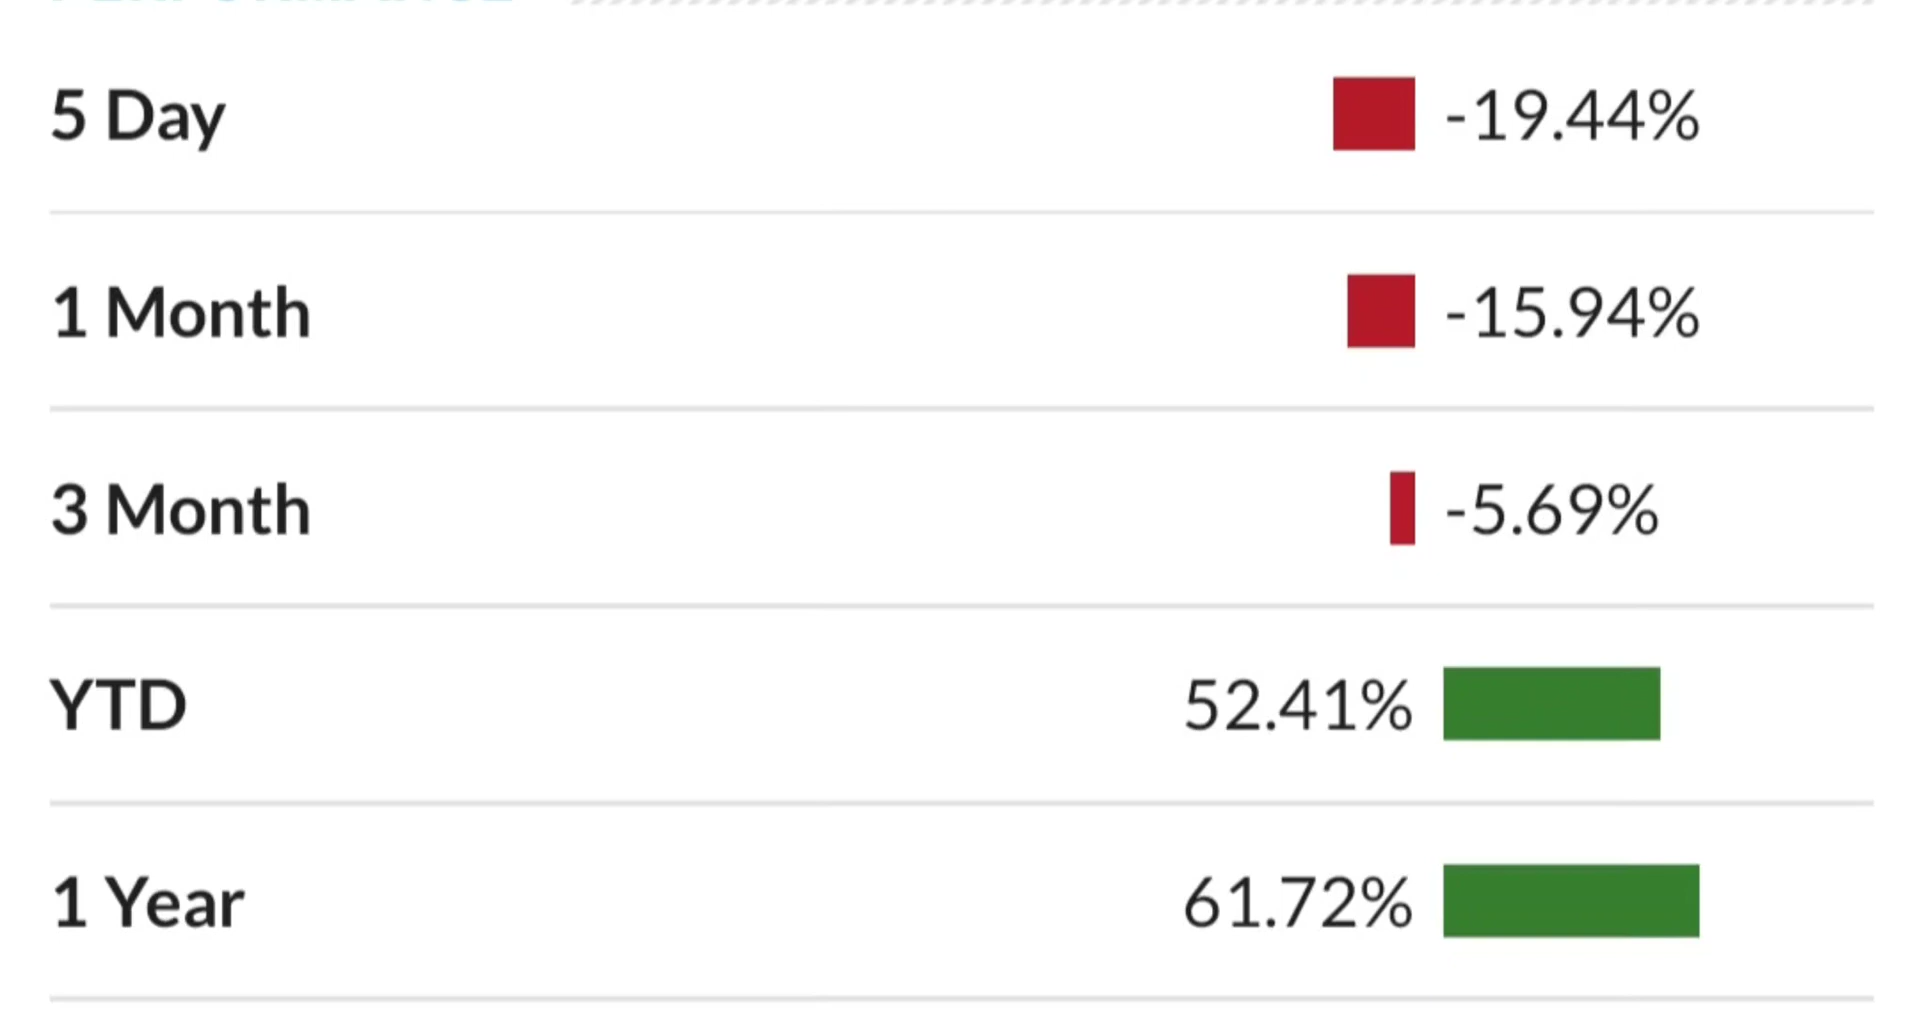 5 Day -19.44%
1 Month -15.94%
3 Month -5.69%
YTD 52.41%
1 Year 61.72%